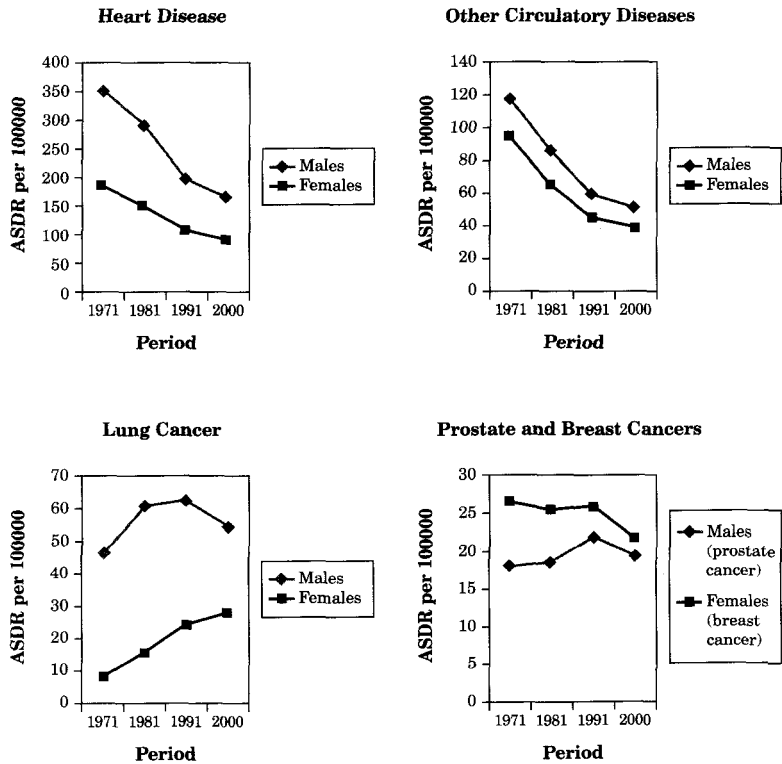 Heart Disease
ASDR per 100000
400
350
300
250
200
150
100
50
0
1971 1981 1991 2000
Period
Males
Females
Other Circulatory Diseases
ASDR per 100000
140
120
100
80
60
40
20
0
1971 1981 1991 2000
Period
Males
Females
Lung Cancer
ASDR per 100000
70
60
50
40
30
20
10
0
1971 1981 1991 2000
Period
Males
Females
Prostate and Breast Cancers
ASDR per 100000
30
25
20
15
10
5
0
1971 1981 1991 2000
Period
Males
(prostate
cancer)
Females
(breast
cancer)